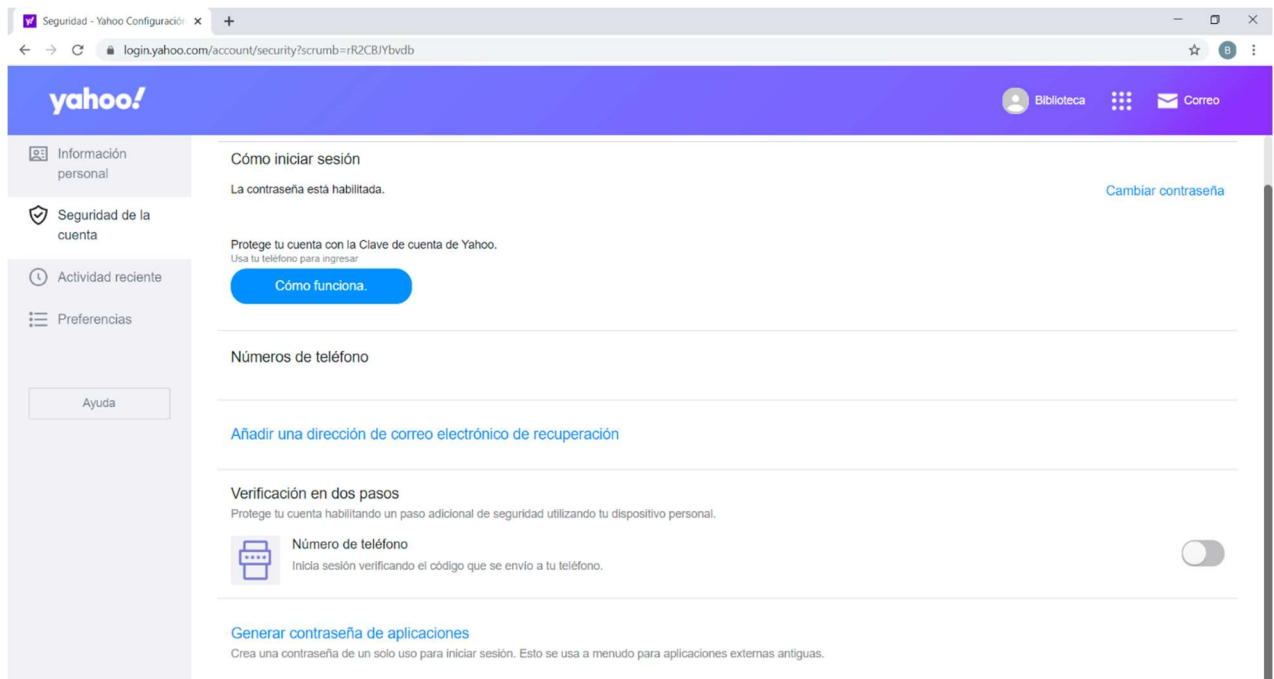 Seguridad - Yahoo Configuración
login.yahoo.com/account/security?scrumb=rR2CBJYbvdb
B
yahoo!
Biblioteca
Correo
Información
personal
Seguridad de la
cuenta
Actividad reciente
Preferencias
Ayuda
Cómo iniciar sesión
La contraseña está habilitada.
Cambiar contraseña
Protege tu cuenta con la Clave de cuenta de Yahoo.
Usa tu teléfono para ingresar
Cómo funciona.
Números de teléfono
Añadir una dirección de correo electrónico de recuperación
Verificación en dos pasos
Protege tu cuenta habilitando un paso adicional de seguridad utilizando tu dispositivo personal.
Número de teléfono
Inicia sesión verificando el código que se envío a tu teléfono.
Generar contraseña de aplicaciones
Crea una contraseña de un solo uso para iniciar sesión. Esto se usa a menudo para aplicaciones externas antiguas.